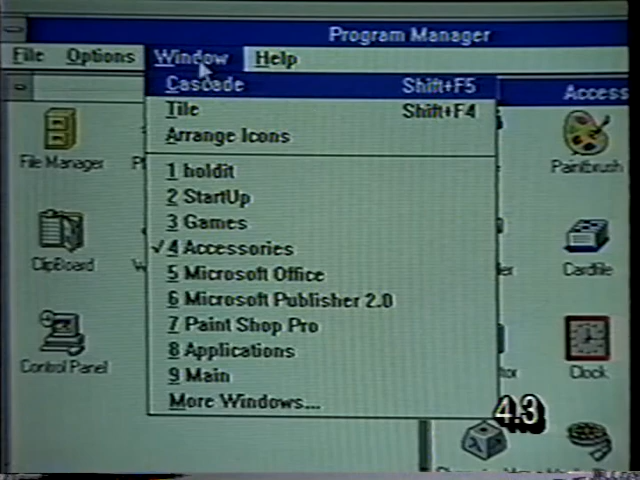 Program Manager
File Options Window Help
Cascade Shift+F5
Tile Shift+F4
Arrange Icons
1 holdit
2 StartUp
3 Games
✓4 Accessories
5 Microsoft Office
6 Microsoft Publisher 2.0
7 Paint Shop Pro
8 Applications
9 Main
More Windows...
Access
File Manager
Paintbrush
ClipBoard
Cardfile
Control Panel
Clock
4.3